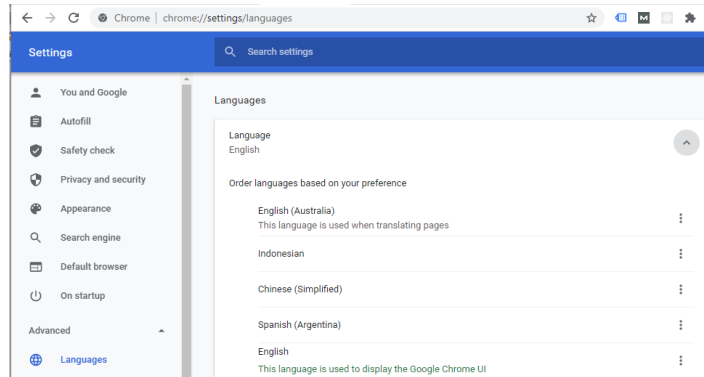 Chrome | chrome://settings/languages
Settings
Search settings
You and Google
Autofill
Safety check
Privacy and security
Appearance
Search engine
Default browser
On startup
Advanced
Languages
Languages
Language
English
Order languages based on your preference
English (Australia)
This language is used when translating pages
Indonesian
Chinese (Simplified)
Spanish (Argentina)
English
This language is used to display the Google Chrome UI